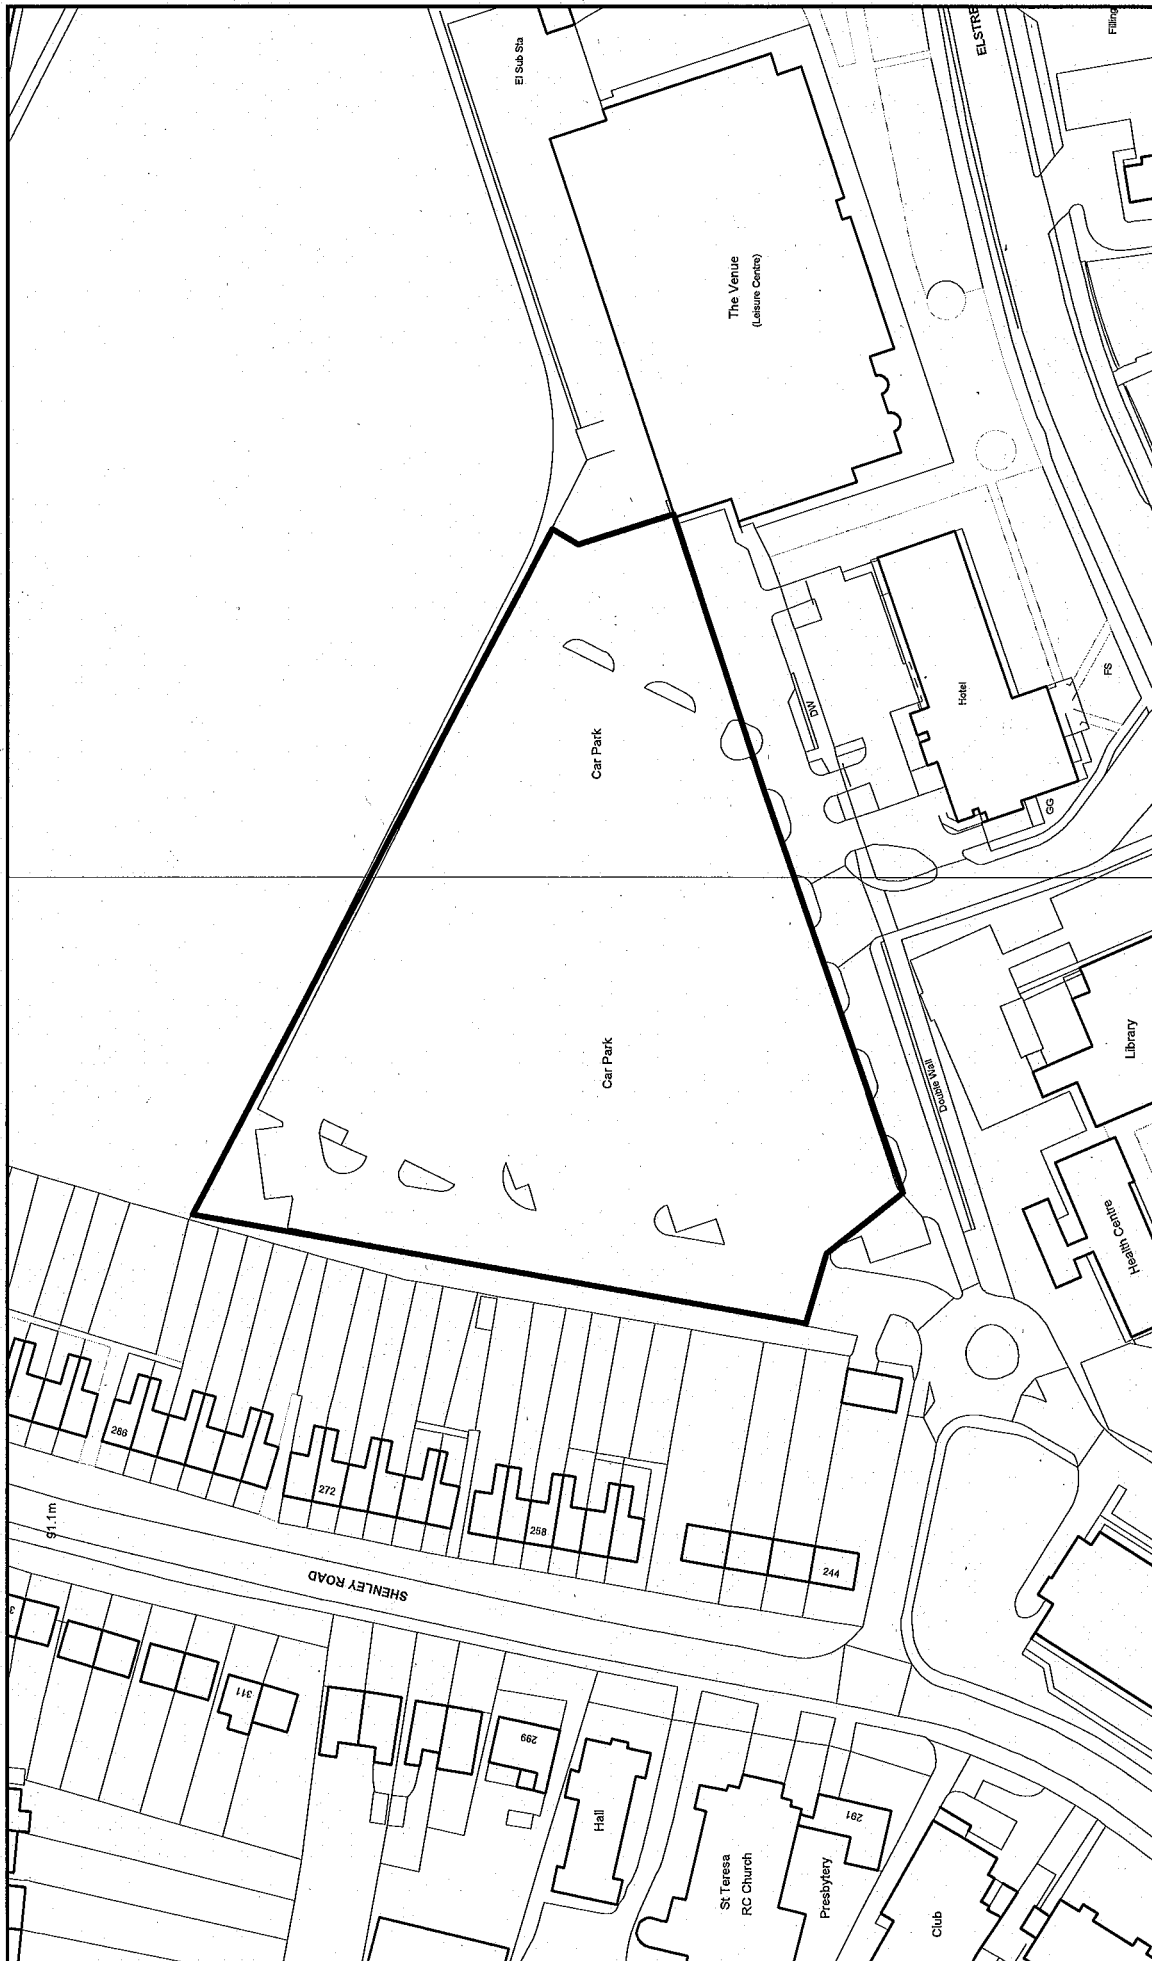 El Sub Sta
ELSTRE
Filling
The Venue
(Leisure Centre)
Car Park
DW
Hotel
FS
GG
Car Park
Double Wall
Library
Health Centre
286
272
258
244
91.1m
SHENLEY ROAD
3
311
299
291
Hall
St Teresa
RC Church
Presbytery
Club